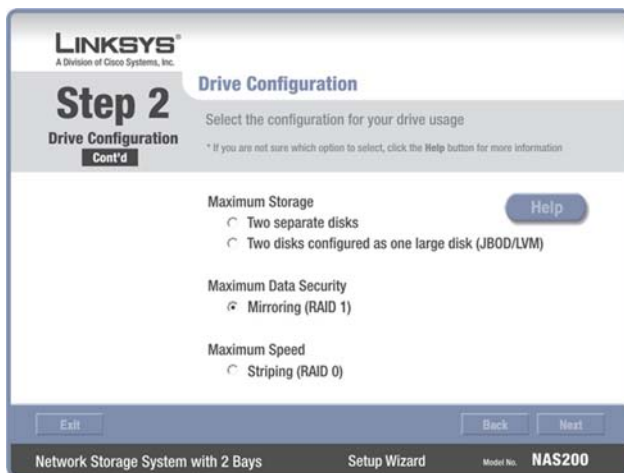 LINKSYS®
A Division of Cisco Systems, Inc.
Step 2
Drive Configuration
Cont'd
Drive Configuration
Select the configuration for your drive usage
* If you are not sure which option to select, click the Help button for more information
Help
Maximum Storage
Two separate disks
Two disks configured as one large disk (JBOD/LVM)
Maximum Data Security
Mirroring (RAID 1)
Maximum Speed
Striping (RAID 0)
Exit
Back
Next
Network Storage System with 2 Bays
Setup Wizard
Model No. NAS200